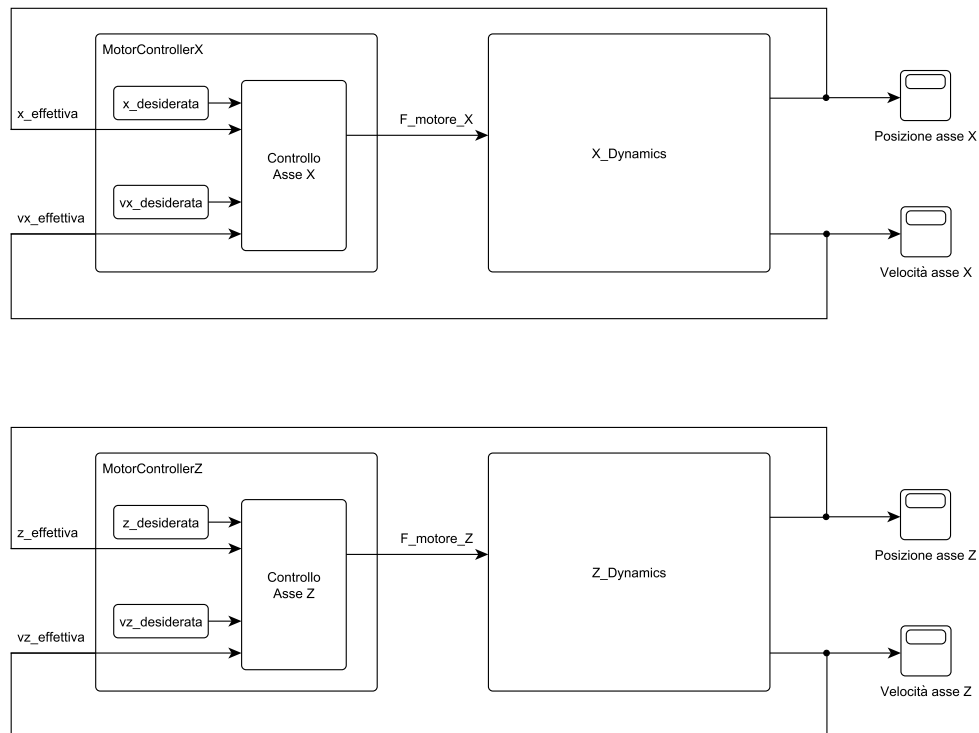 MotorControllerX
x_desiderata
x_effettiva
F_motore_X
Controllo
Asse X
X_Dynamics
Posizione asse X
vx_desiderata
vx_effettiva
Velocità asse X
MotorControllerZ
z_desiderata
z_effettiva
F_motore_Z
Controllo
Asse Z
Z_Dynamics
Posizione asse Z
vz_desiderata
vz_effettiva
Velocità asse Z